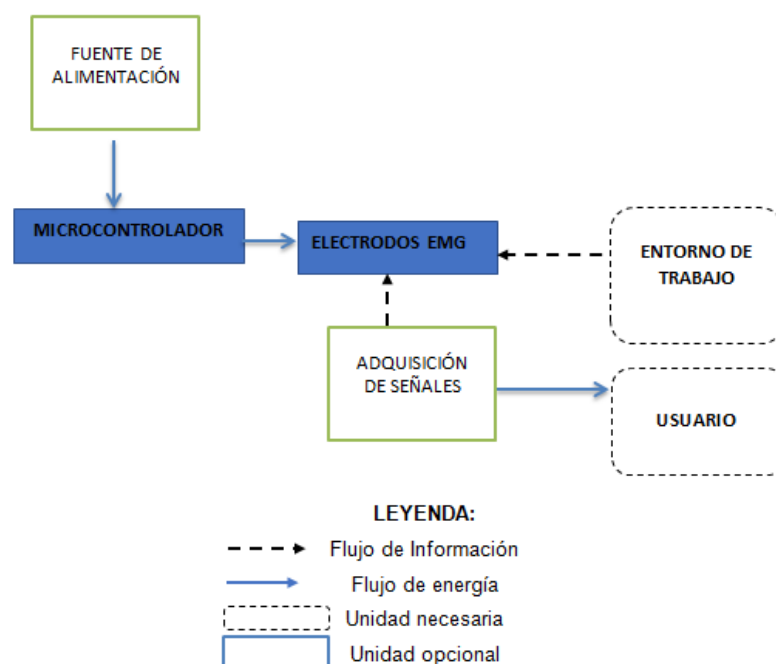 FUENTE DE
ALIMENTACIÓN
MICROCONTROLADOR
ELECTRODOS EMG
ENTORNO DE
TRABAJO
ADQUISICIÓN
DE SEÑALES
USUARIO
LEYENDA:
Flujo de Información
Flujo de energía
Unidad necesaria
Unidad opcional